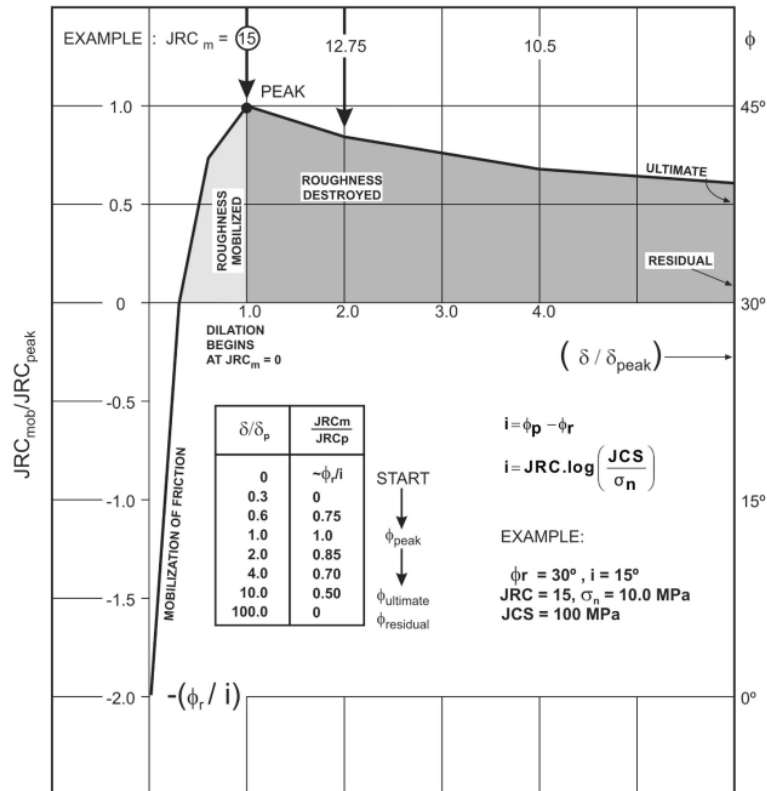 EXAMPLE : JRC m = 15
12.75
10.5
ϕ
PEAK
1.0
45º
ROUGHNESS
MOBILIZED
ROUGHNESS
DESTROYED
ULTIMATE
0.5
RESIDUAL
0
30º
1.0
2.0
3.0
4.0
DILATION
BEGINS
AT JRCm = 0
(δ / δpeak)
JRCmob/JRCpeak
-0.5
-1.0
15º
-1.5
-2.0
0º
MOBILIZATION OF FRICTION
-(ϕr / i)
δ/δp JRCm/JRCp
0 ~ϕr/i START
0.3 0
0.6 0.75
1.0 1.0 ϕpeak
2.0 0.85
4.0 0.70
10.0 0.50 ϕultimate
100.0 0 ϕresidual
i=ϕp –ϕr
i=JRC.log(JCS/σn)
EXAMPLE:
ϕr = 30º , i = 15º
JRC = 15, σn = 10.0 MPa
JCS = 100 MPa